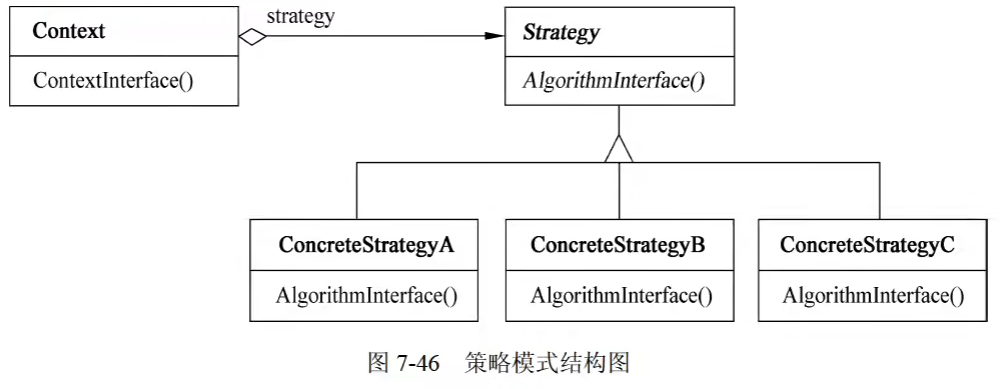 Context
ContextInterface()
strategy
Strategy
AlgorithmInterface()
ConcreteStrategyA
AlgorithmInterface()
ConcreteStrategyB
AlgorithmInterface()
ConcreteStrategyC
AlgorithmInterface()
图 7-46 策略模式结构图